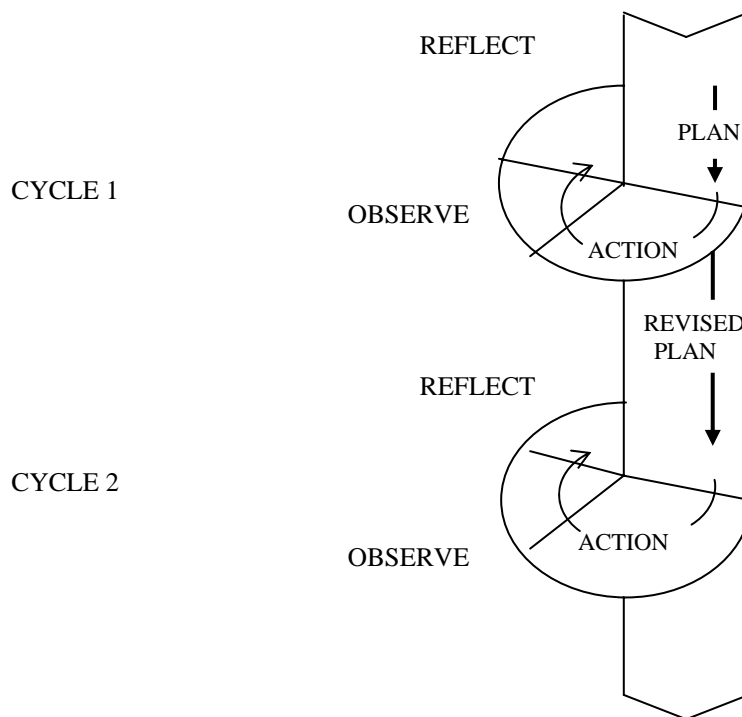 REFLECT
PLAN
CYCLE 1
OBSERVE
ACTION
REVISED
PLAN
REFLECT
CYCLE 2
ACTION
OBSERVE